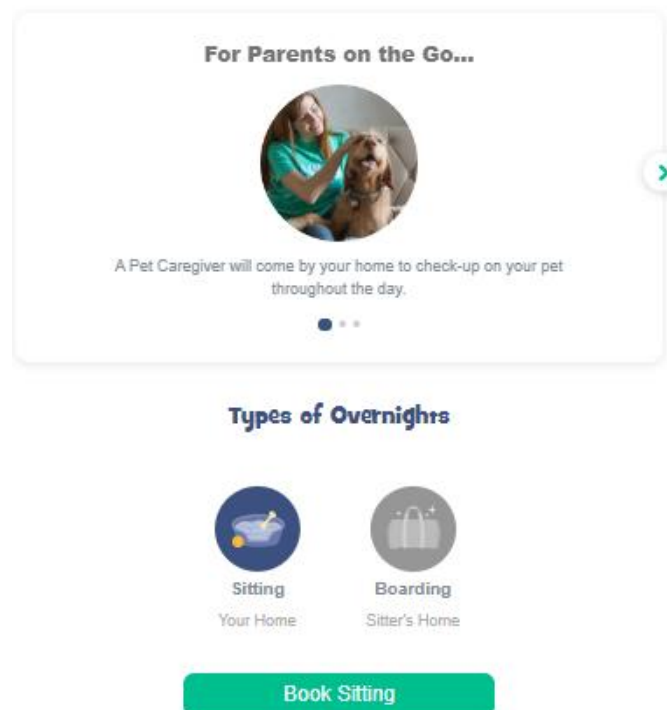 For Parents on the Go...
A Pet Caregiver will come by your home to check-up on your pet
throughout the day.
Types of Overnights
Sitting
Boarding
Your Home
Sitter's Home
Book Sitting